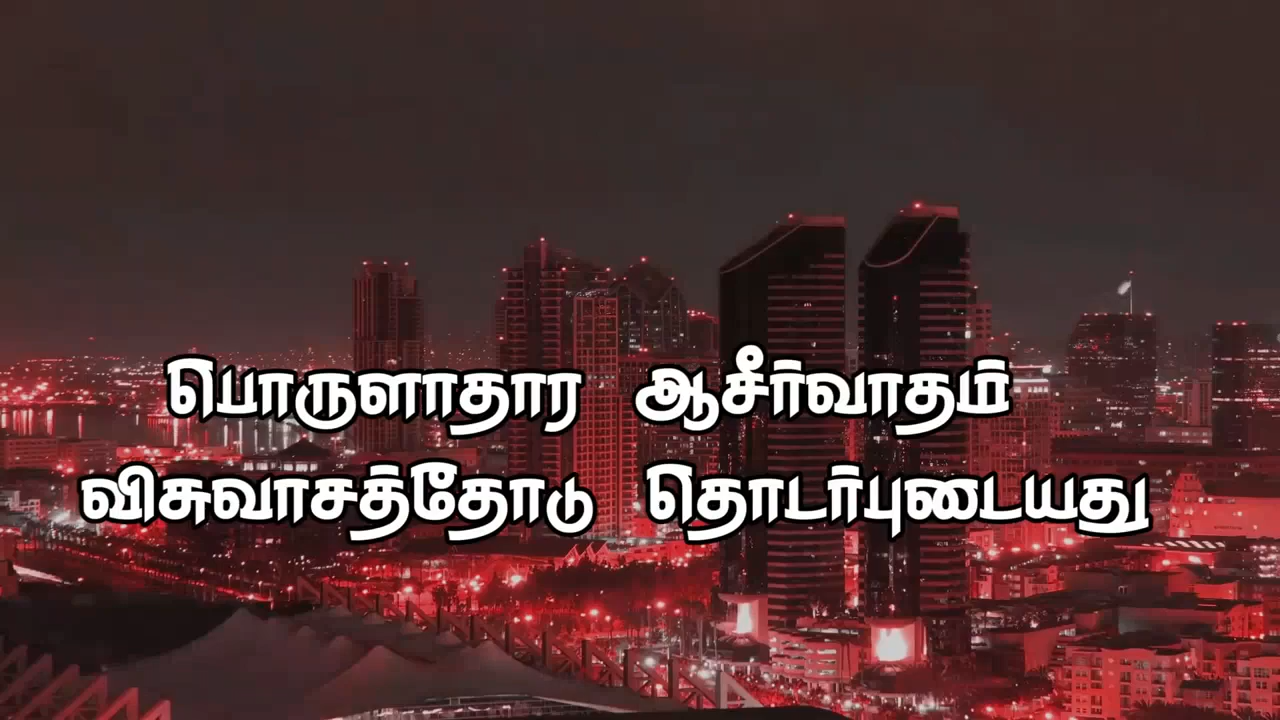 பொருளாதார ஆசீர்வாதம்
விசுவாசத்தோடு தொடர்புடையது